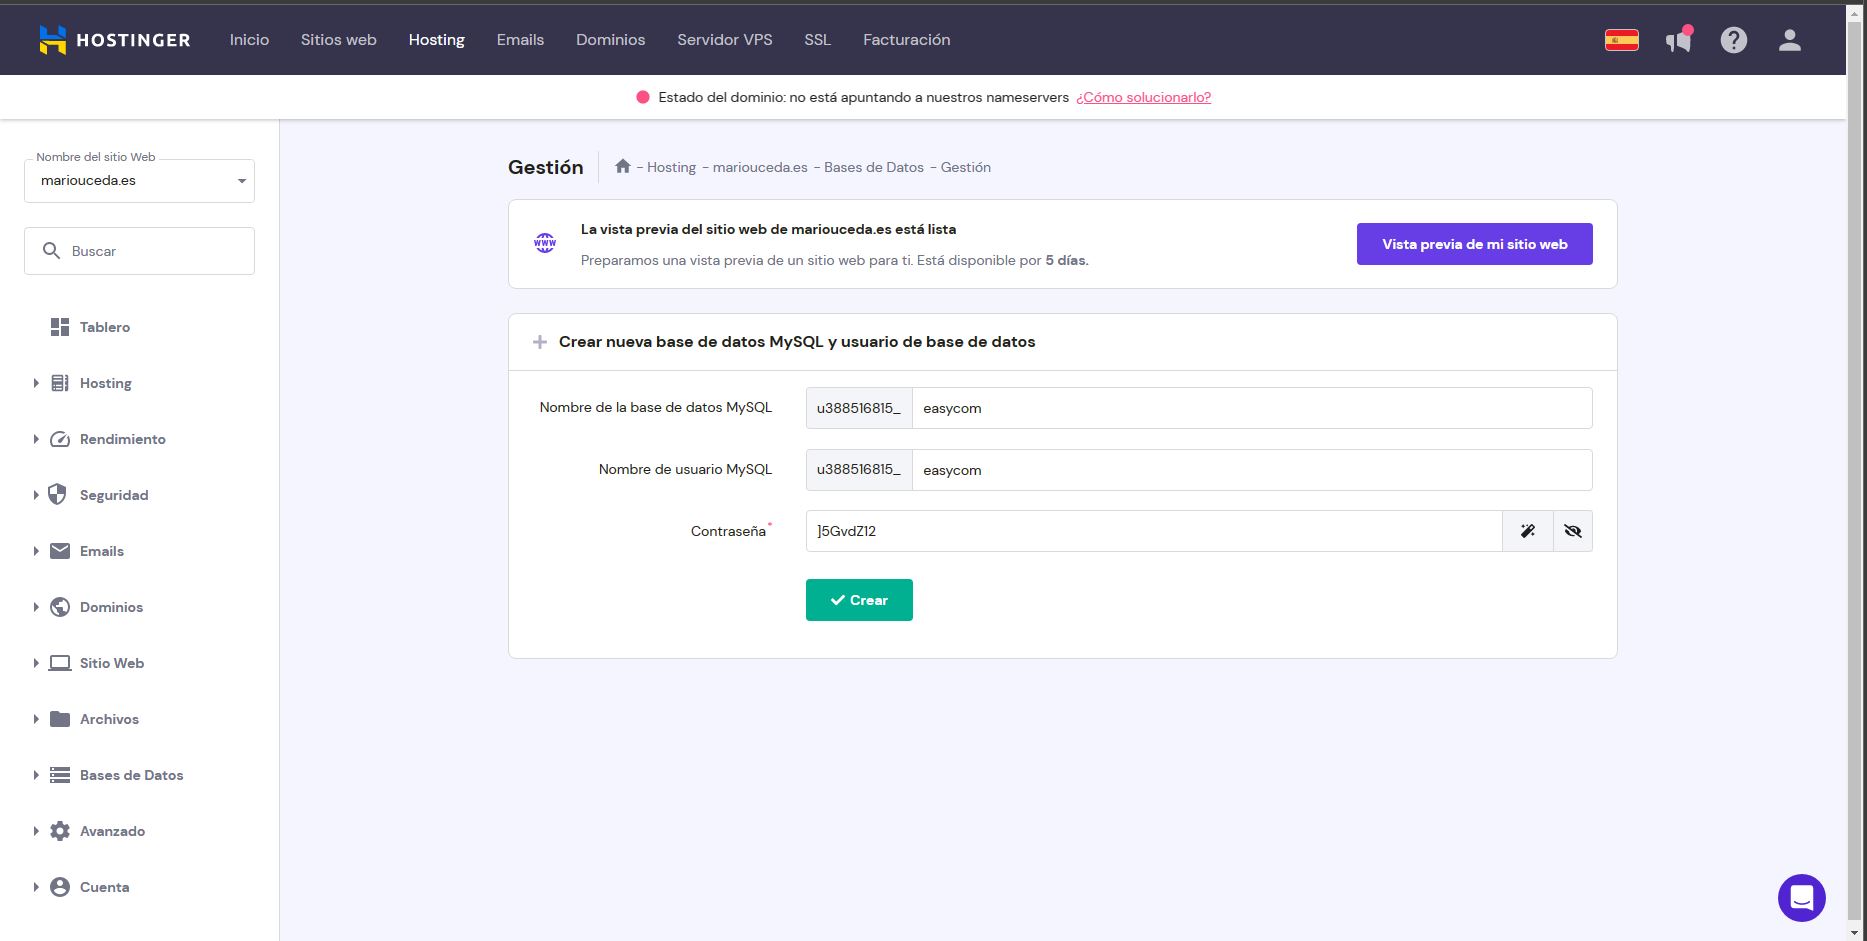 HOSTINGER Inicio Sitios web Hosting Emails Dominios Servidor VPS SSL Facturación
Estado del dominio: no está apuntando a nuestros nameservers ¿Cómo solucionarlo?
Nombre del sitio Web
mariouceda.es
Buscar
Tablero
Hosting
Rendimiento
Seguridad
Emails
Dominios
Sitio Web
Archivos
Bases de Datos
Avanzado
Cuenta
Gestión - Hosting - mariouceda.es - Bases de Datos - Gestión
www
La vista previa del sitio web de mariouceda.es está lista
Preparamos una vista previa de un sitio web para ti. Está disponible por 5 días.
Vista previa de mi sitio web
Crear nueva base de datos MySQL y usuario de base de datos
Nombre de la base de datos MySQL u388516815_ easycom
Nombre de usuario MySQL u388516815_ easycom
Contraseña* ]5GvdZ12
Crear